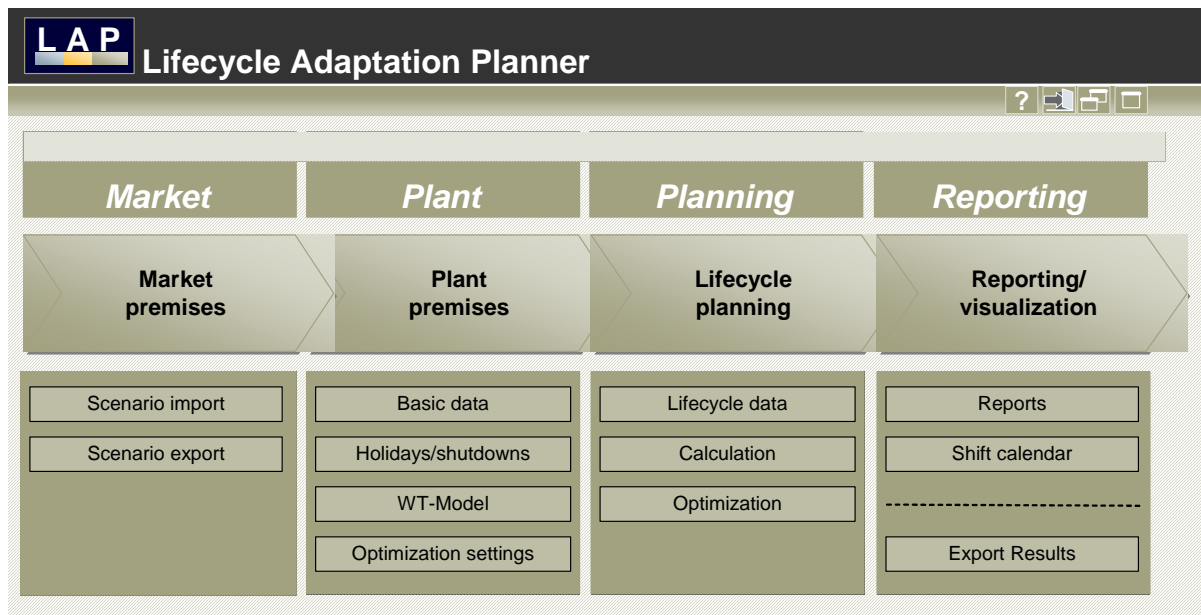 L A P
Lifecycle Adaptation Planner
?
Market
Plant
Planning
Reporting
Market
premises
Plant
premises
Lifecycle
planning
Reporting/
visualization
Scenario import
Scenario export
Basic data
Holidays/shutdowns
WT-Model
Optimization settings
Lifecycle data
Calculation
Optimization
Reports
Shift calendar
Export Results